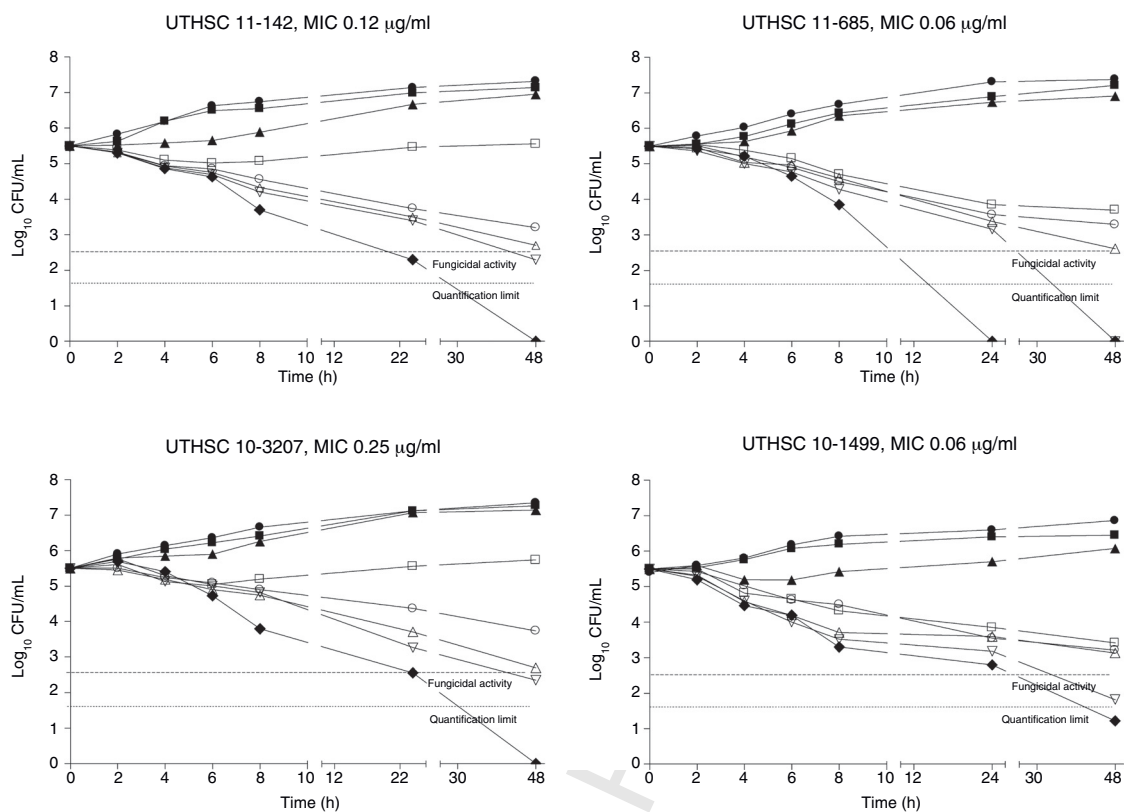 UTHSC 11-142, MIC 0.12 μg/ml
8
7
6
5
4
3
2
1
0
Log10 CFU/mL
Fungicidal activity
Quantification limit
0 2 4 6 8 10 12 22 30 48
Time (h)
UTHSC 11-685, MIC 0.06 μg/ml
8
7
6
5
4
3
2
1
0
Log10 CFU/mL
Fungicidal activity
Quantification limit
0 2 4 6 8 10 12 24 30 48
Time (h)
UTHSC 10-3207, MIC 0.25 μg/ml
8
7
6
5
4
3
2
1
0
Log10 CFU/mL
Fungicidal activity
Quantification limit
0 2 4 6 8 10 12 22 30 48
Time (h)
UTHSC 10-1499, MIC 0.06 μg/ml
8
7
6
5
4
3
2
1
0
Log10 CFU/mL
Fungicidal activity
Quantification limit
0 2 4 6 8 10 12 24 30 48
Time (h)